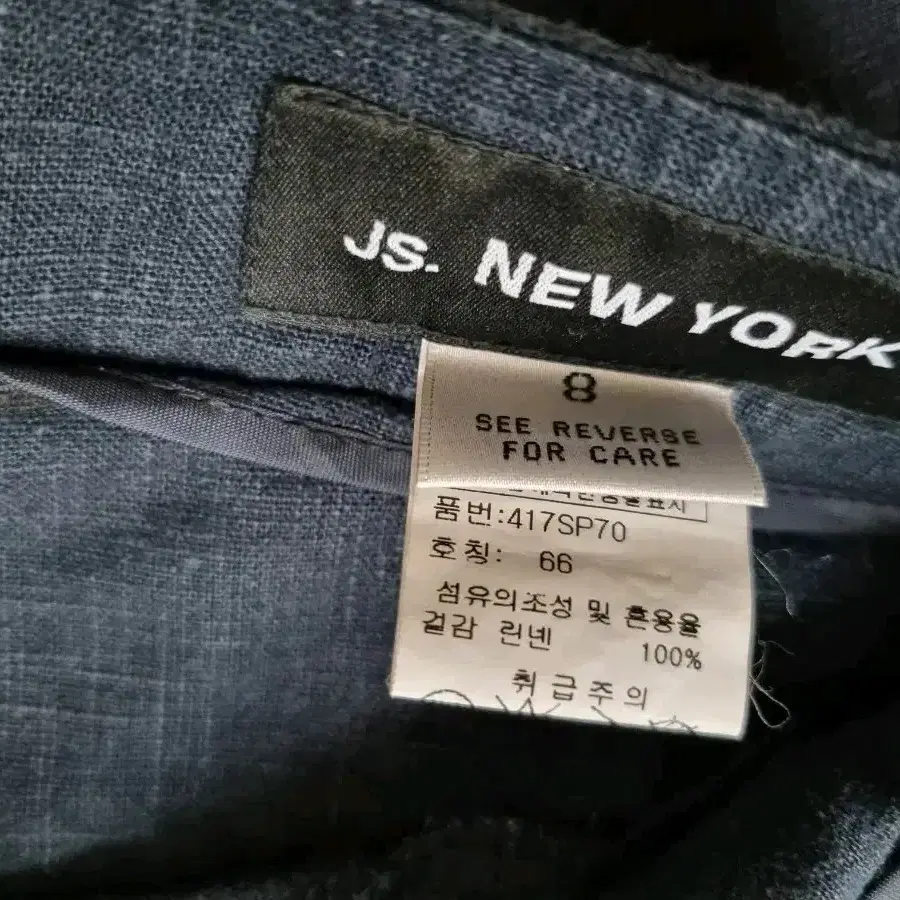 JS. NEW YORK
8
SEE REVERSE
FOR CARE
품번:417SP70
호칭: 66
섬유의조성 및 혼용율
겉감 린넨 100%
취급주의